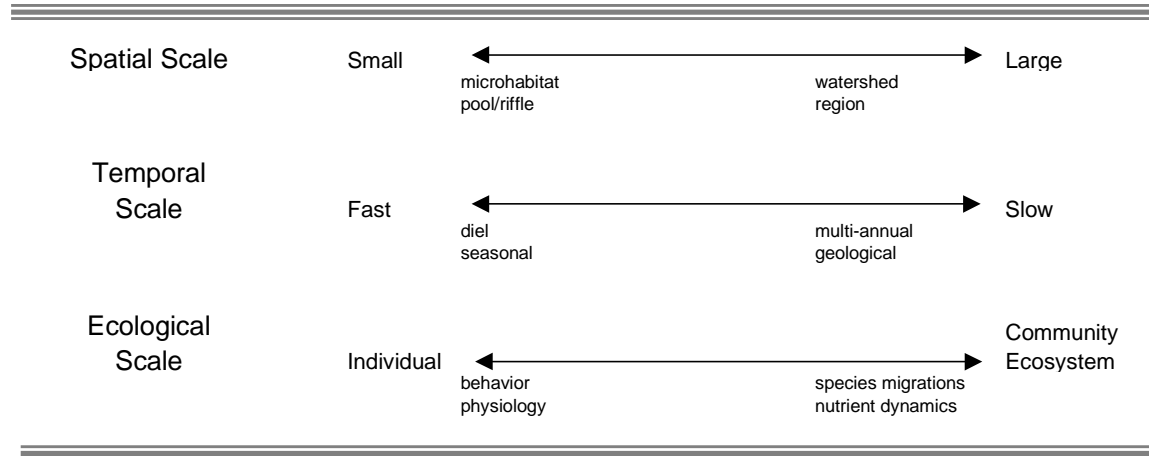 Spatial Scale Small Large
microhabitat watershed
pool/riffle region
Temporal
Scale Fast Slow
diel multi-annual
seasonal geological
Ecological Community
Scale Individual Ecosystem
behavior species migrations
physiology nutrient dynamics